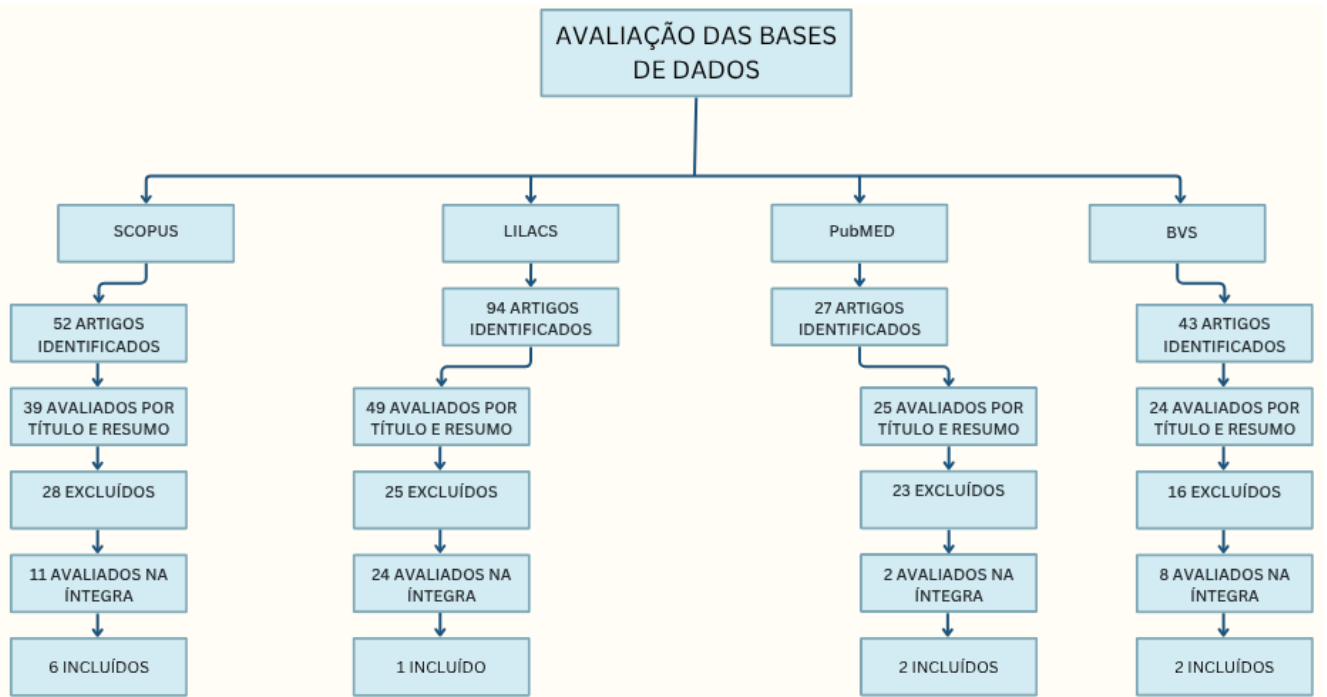 AVALIAÇÃO DAS BASES
DE DADOS
SCOPUS
52 ARTIGOS
IDENTIFICADOS
39 AVALIADOS POR
TÍTULO E RESUMO
28 EXCLUÍDOS
11 AVALIADOS NA
ÍNTEGRA
6 INCLUÍDOS
LILACS
94 ARTIGOS
IDENTIFICADOS
49 AVALIADOS POR
TÍTULO E RESUMO
25 EXCLUÍDOS
24 AVALIADOS NA
ÍNTEGRA
1 INCLUÍDO
PubMED
27 ARTIGOS
IDENTIFICADOS
25 AVALIADOS POR
TÍTULO E RESUMO
23 EXCLUÍDOS
2 AVALIADOS NA
ÍNTEGRA
2 INCLUÍDOS
BVS
43 ARTIGOS
IDENTIFICADOS
24 AVALIADOS POR
TÍTULO E RESUMO
16 EXCLUÍDOS
8 AVALIADOS NA
ÍNTEGRA
2 INCLUÍDOS